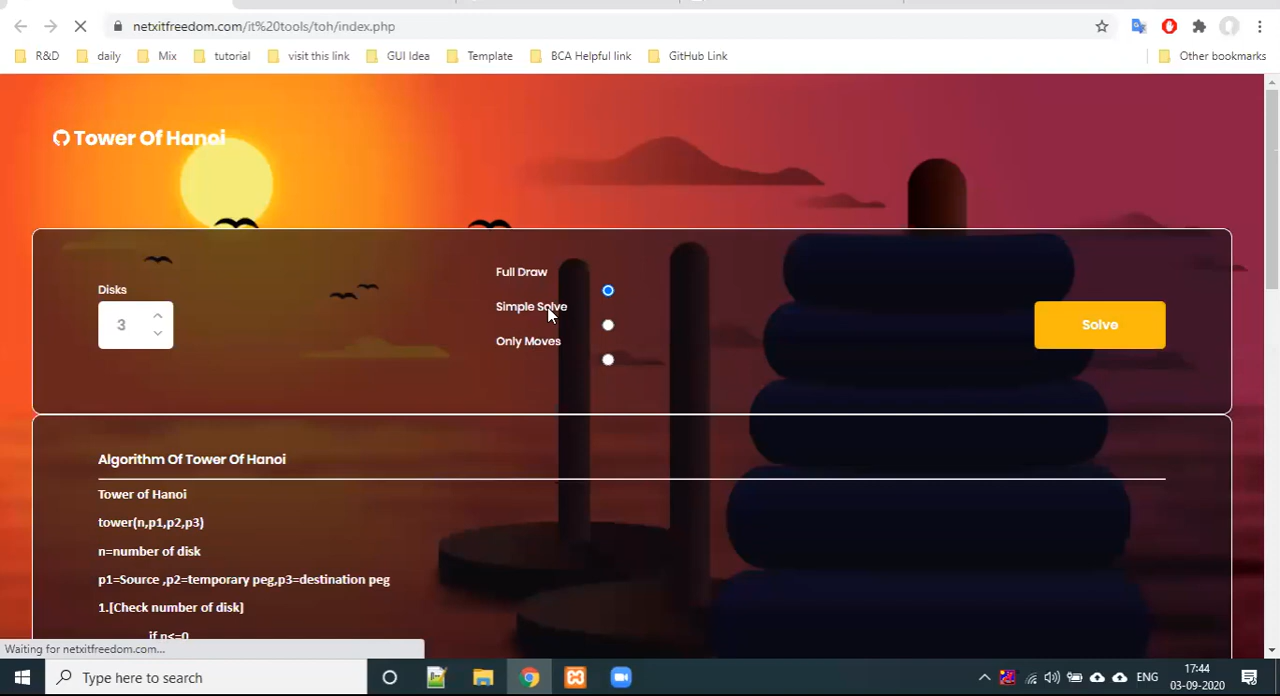 netxitfreedom.com/it%20tools/toh/index.php
R&D daily Mix tutorial visit this link GUI Idea Template BCA Helpful link GitHub Link Other bookmarks
Tower Of Hanoi
Full Draw
Disks
Simple Solve
3
Solve
Only Moves
Algorithm Of Tower Of Hanoi
Tower of Hanoi
tower(n,p1,p2,p3)
n=number of disk
p1=Source ,p2=temporary peg,p3=destination peg
1.[Check number of disk]
if n<=0
Waiting for netxitfreedom.com...
Type here to search
ENG
17:44
03-09-2020